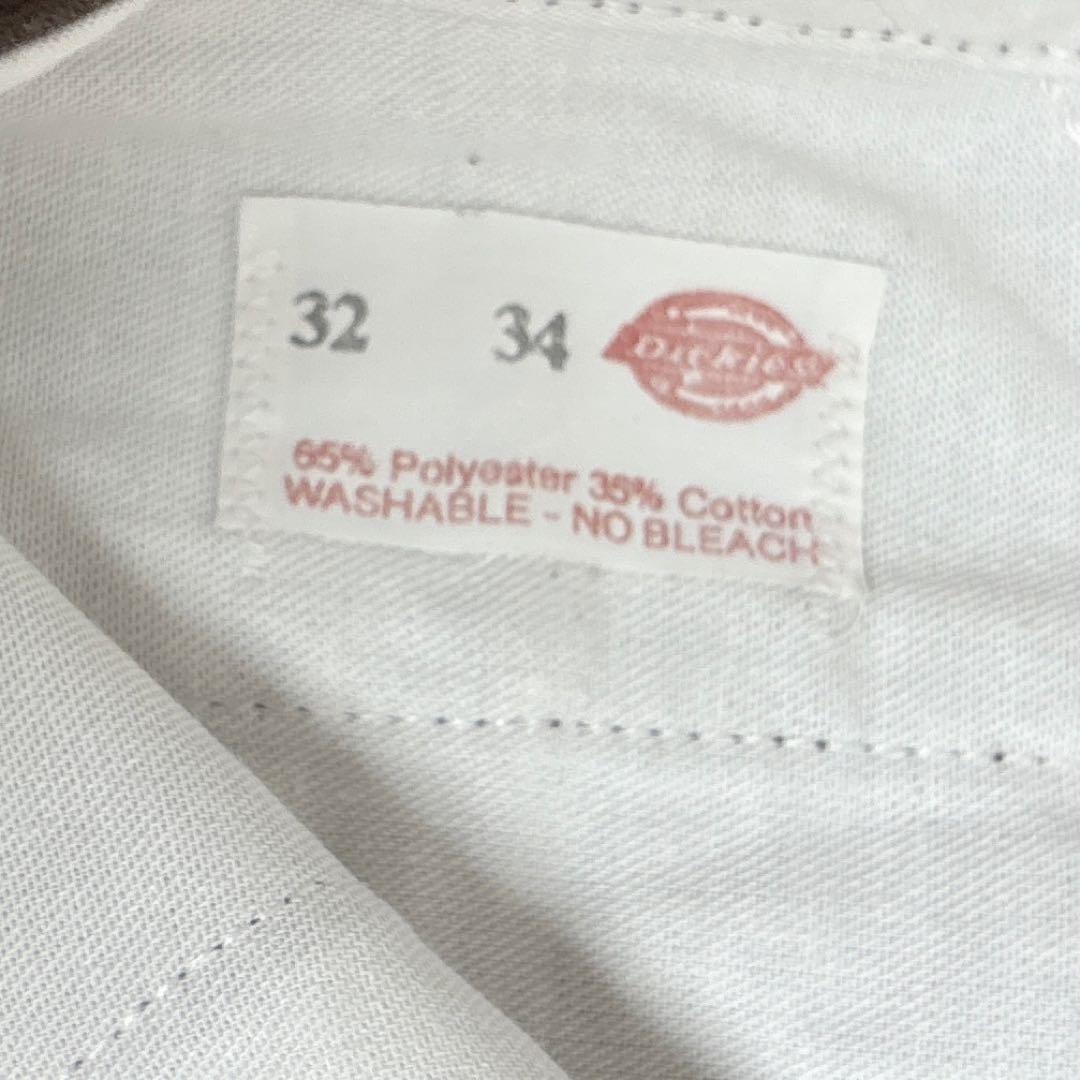 32 34 Dickies
65% Polyester 35% Cotton
WASHABLE - NO BLEACH